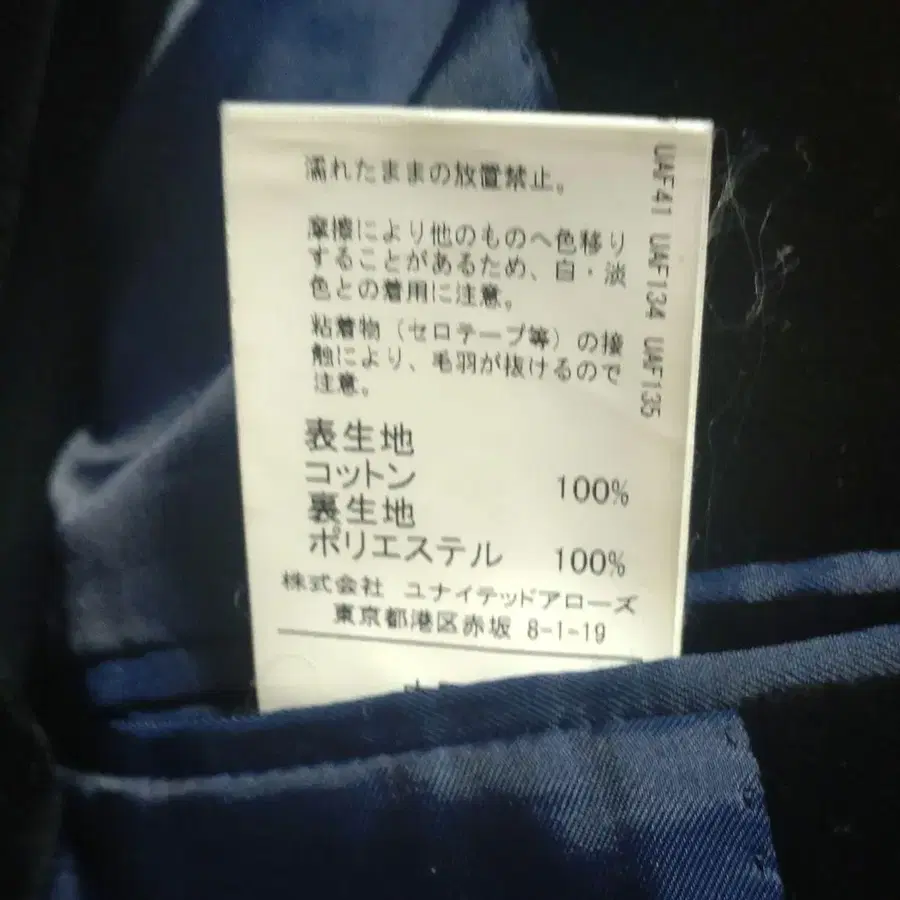 濡れたままの放置禁止。
摩擦により他のものへ色移り
することがあるため、白・淡
色との着用に注意。
粘着物（セロテープ等）の接
触により、毛羽が抜けるので
注意。
表生地
コットン 100%
裏生地
ポリエステル 100%
株式会社 ユナイテッドアローズ
東京都港区赤坂 8-1-19
UAF41 UAF134 UAF135